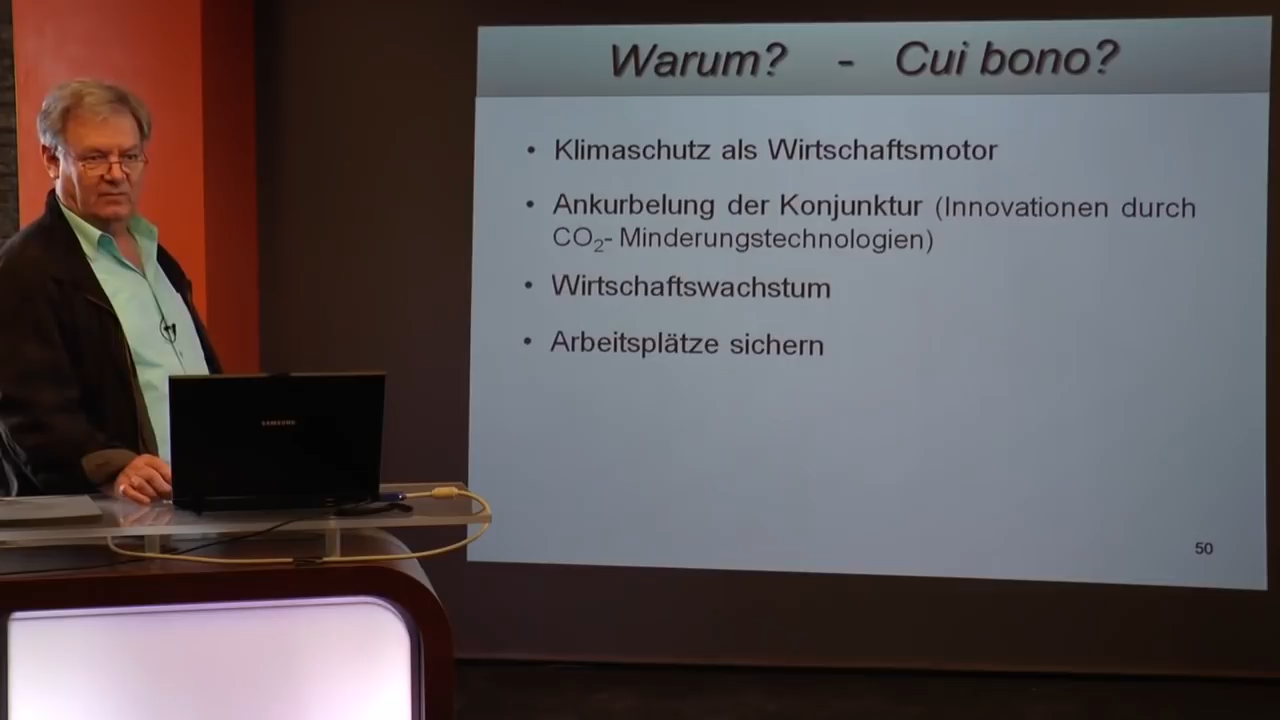 Warum? - Cui bono?
• Klimaschutz als Wirtschaftsmotor
• Ankurbelung der Konjunktur (Innovationen durch
CO₂- Minderungstechnologien)
• Wirtschaftswachstum
• Arbeitsplätze sichern
50
SAMSUNG